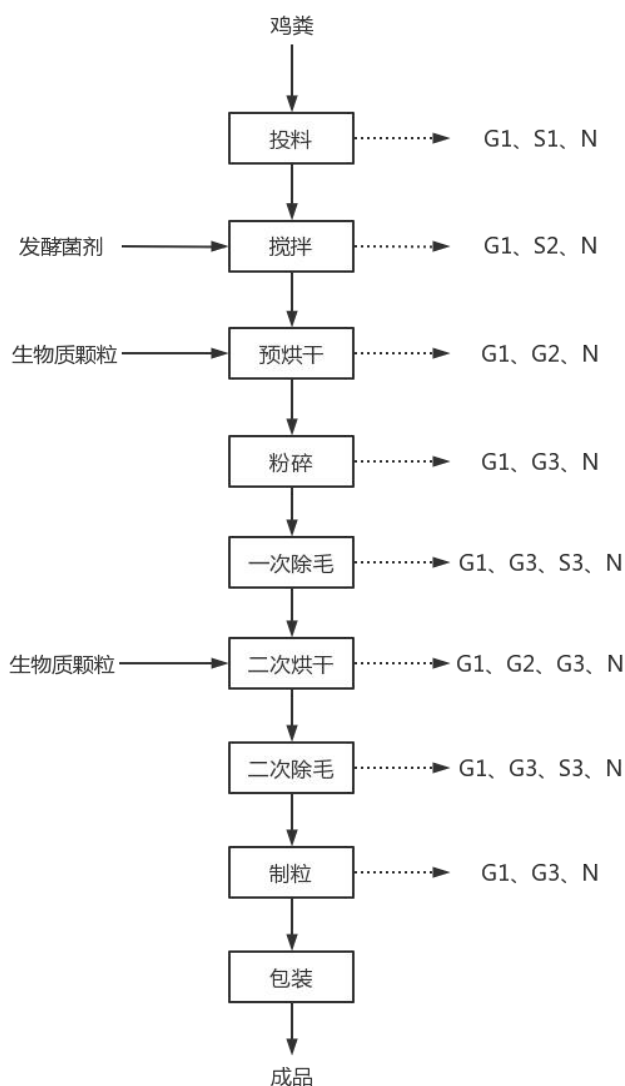 鸡粪
投料 G1、S1、N
发酵菌剂 搅拌 G1、S2、N
生物质颗粒 预烘干 G1、G2、N
粉碎 G1、G3、N
一次除毛 G1、G3、S3、N
生物质颗粒 二次烘干 G1、G2、G3、N
二次除毛 G1、G3、S3、N
制粒 G1、G3、N
包装
成品